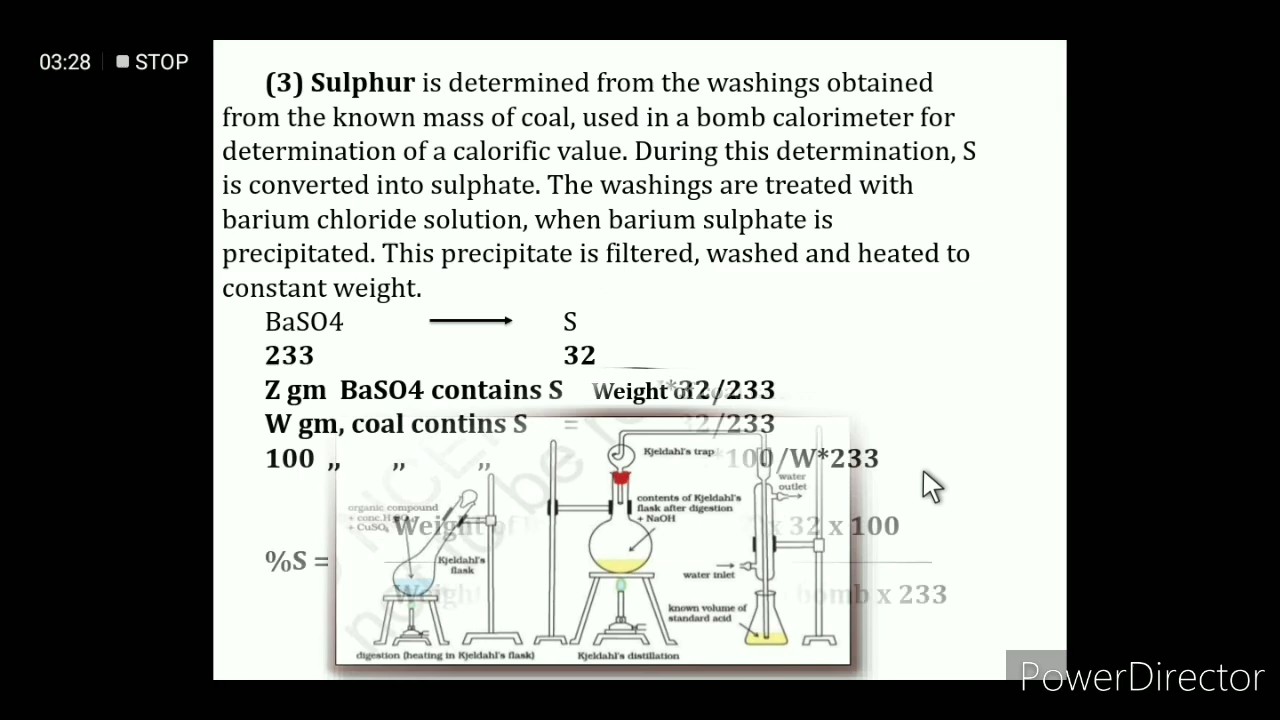 03:28 STOP
(3) Sulphur is determined from the washings obtained
from the known mass of coal, used in a bomb calorimeter for
determination of a calorific value. During this determination, S
is converted into sulphate. The washings are treated with
barium chloride solution, when barium sulphate is
precipitated. This precipitate is filtered, washed and heated to
constant weight.
BaSO4 S
233 32
Z gm BaSO4 contains S Weight of *32/233
W gm, coal contins S = 32/233
100 ,, ,, ,, *100/W*233
Kjeldahl's trap
water
outlet
organic compound
+ conc.H
+ CuSO4
contents of Kjeldahl's
flask after digestion
+ NaOH
Weight of x 32 x 100
%S =
Kjeldahl's
flask
water inlet
Weight bomb x 233
known volume of
standard acid
digestion (heating in Kjeldahl's flask) Kjeldahl's distillation
PowerDirector